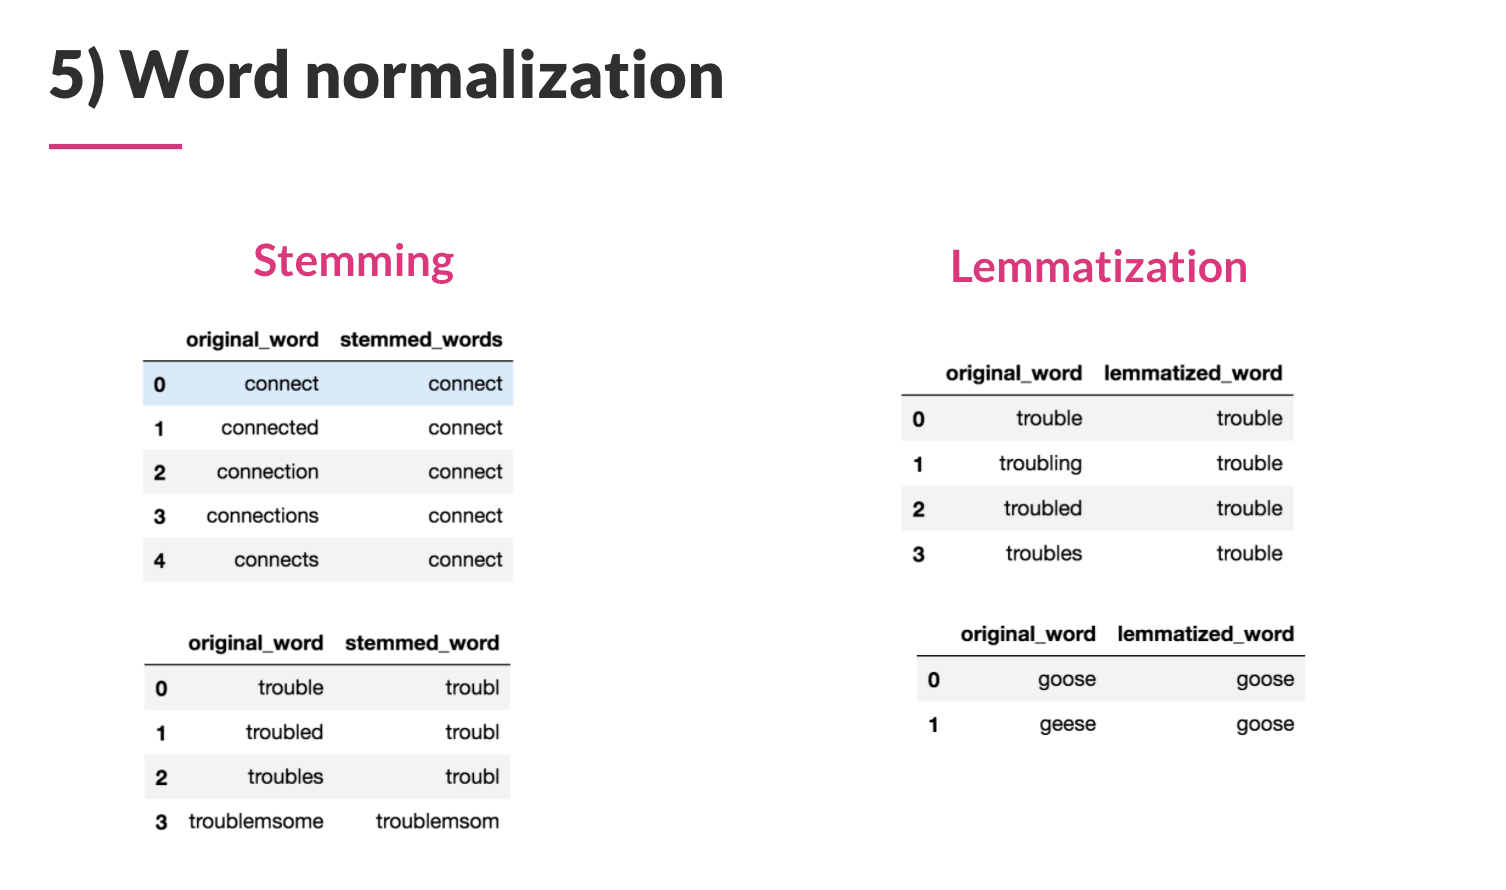 5) Word normalization
Stemming
original_word stemmed_words
0 connect connect
1 connected connect
2 connection connect
3 connections connect
4 connects connect
original_word stemmed_word
0 trouble troubl
1 troubled troubl
2 troubles troubl
3 troublemsome troublemsom
Lemmatization
original_word lemmatized_word
0 trouble trouble
1 troubling trouble
2 troubled trouble
3 troubles trouble
original_word lemmatized_word
0 goose goose
1 geese goose